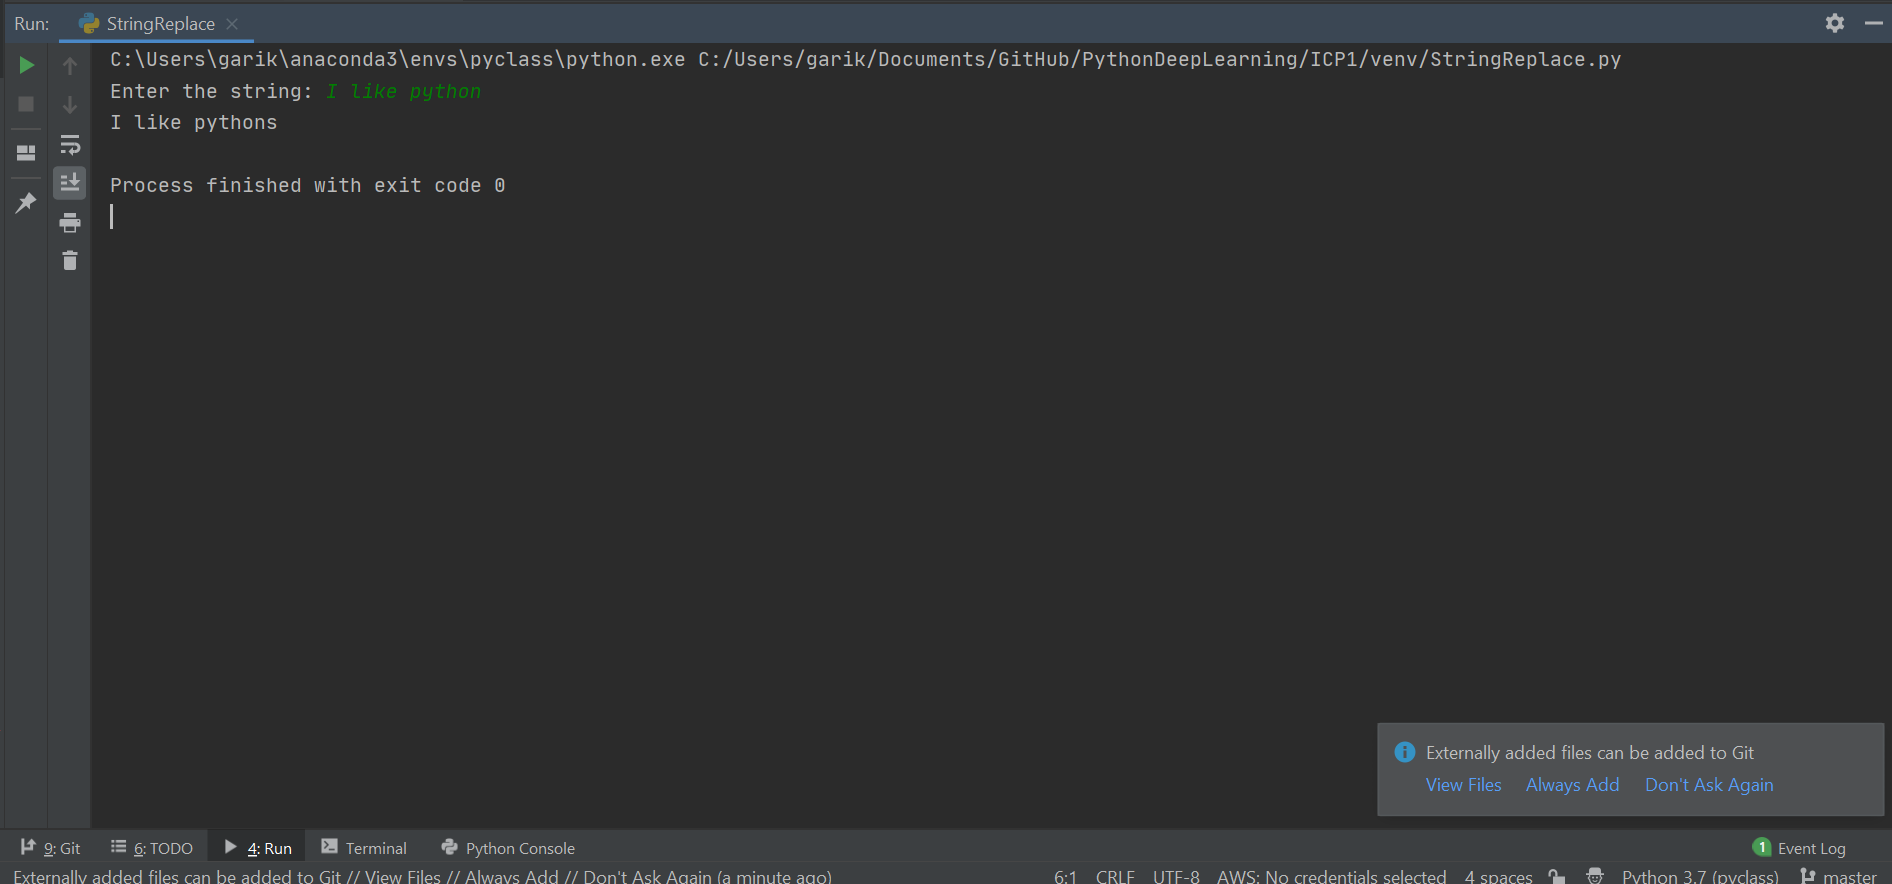 Run: StringReplace
C:\Users\garik\anaconda3\envs\pyclass\python.exe C:/Users/garik/Documents/GitHub/PythonDeepLearning/ICP1/venv/StringReplace.py
Enter the string: I like python
I like pythons
Process finished with exit code 0
Externally added files can be added to Git
View Files Always Add Don't Ask Again
9: Git 6: TODO 4: Run Terminal Python Console 1 Event Log
Externally added files can be added to Git // View Files // Always Add // Don't Ask Again (a minute ago) 6:1 CRLF UTF-8 AWS: No credentials selected 4 spaces Python 3.7 (pyclass) master